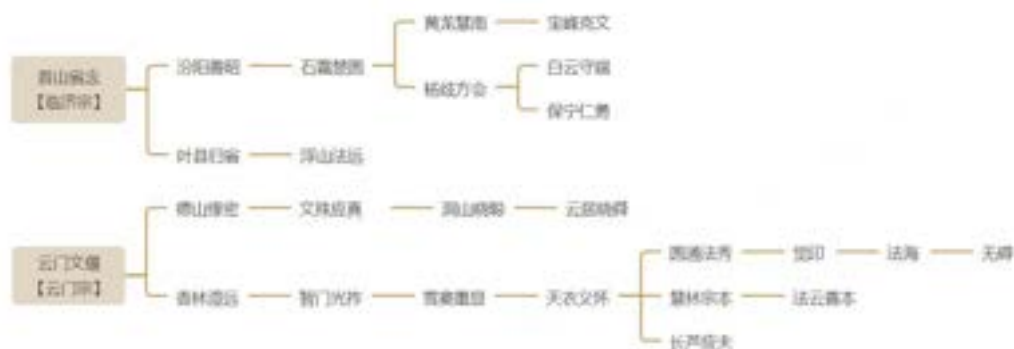 黄龙慧南
宝峰克文
汾阳善昭
石霜楚圆
白云守端
首山省念
【临济宗】
杨岐方会
保宁仁勇
叶县归省
浮山法远
德山缘密
文殊应真
洞山晓聪
云居晓舜
圆通法秀
觉印
法海
无碍
云门文偃
【云门宗】
香林澄远
智门光祚
雪窦重显
天衣义怀
慧林宗本
法云善本
长芦应夫